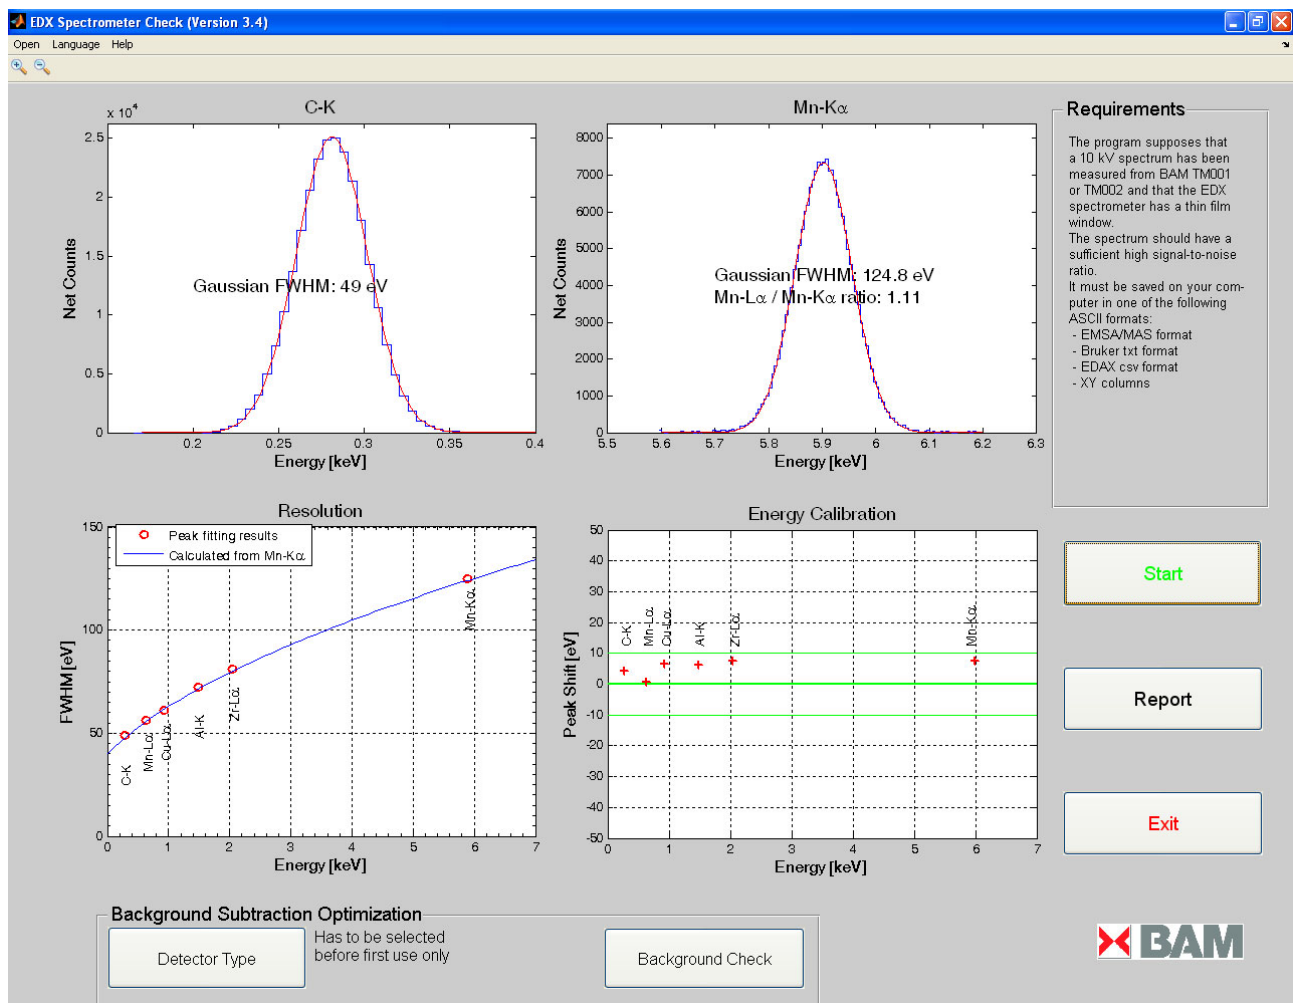 EDX Spectrometer Check (Version 3.4)
Open Language Help
C-K
x 10^4
2.5
2
1.5
1
0.5
0
Net Counts
Gaussian FWHM: 49 eV
0.2 0.3 0.4
Energy [keV]
Mn-Kα
8000
7000
6000
5000
4000
3000
2000
1000
0
Net Counts
Gaussian FWHM: 124.8 eV
Mn-Lα / Mn-Kα ratio: 1.11
5.5 5.6 5.7 5.8 5.9 6 6.1 6.2 6.3
Energy [keV]
Requirements
The program supposes that
a 10 kV spectrum has been
measured from BAM TM001
or TM002 and that the EDX
spectrometer has a thin film
window.
The spectrum should have a
sufficient high signal-to-noise
ratio.
It must be saved on your com-
puter in one of the following
ASCII formats:
- EMSA/MAS format
- Bruker txt format
- EDAX csv format
- XY columns
Resolution
150
100
50
0
FWHM [eV]
Peak fitting results
Calculated from Mn-Kα
C-K
Mn-Lα
Cu-Lα
Al-K
Zr-Lα
Mn-Kα
0 1 2 3 4 5 6 7
Energy [keV]
Energy Calibration
50
40
30
20
10
0
-10
-20
-30
-40
-50
Peak Shift [eV]
C-K
Mn-Lα
Cu-Lα
Al-K
Zr-Lα
Mn-Kα
0 1 2 3 4 5 6 7
Energy [keV]
Start
Report
Exit
Background Subtraction Optimization
Detector Type
Has to be selected
before first use only
Background Check
BAM